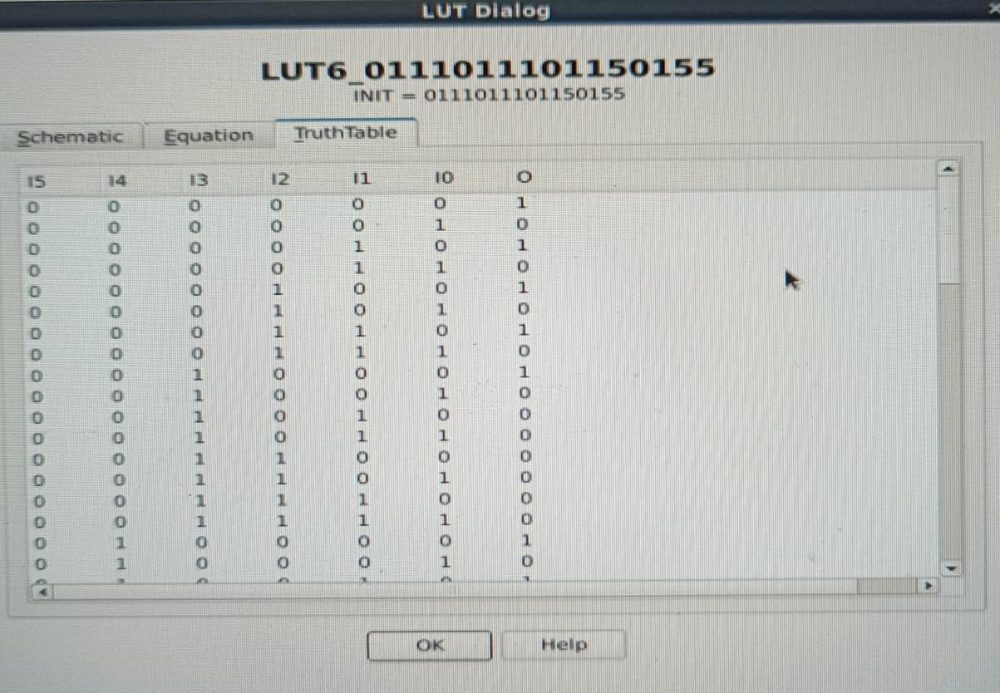 LUT Dialog
LUT6_0111011101150155
INIT = 0111011101150155
Schematic Equation TruthTable
I5 I4 I3 I2 I1 I0 O
0 0 0 0 0 0 1
0 0 0 0 0 1 0
0 0 0 0 1 0 1
0 0 0 0 1 1 0
0 0 0 1 0 0 1
0 0 0 1 0 1 0
0 0 0 1 1 0 1
0 0 0 1 1 1 0
0 0 1 0 0 0 1
0 0 1 0 0 1 0
0 0 1 0 1 0 0
0 0 1 0 1 1 0
0 0 1 1 0 0 0
0 0 1 1 0 1 0
0 0 1 1 1 0 0
0 0 1 1 1 1 0
0 1 0 0 0 0 1
0 1 0 0 0 1 0
OK Help